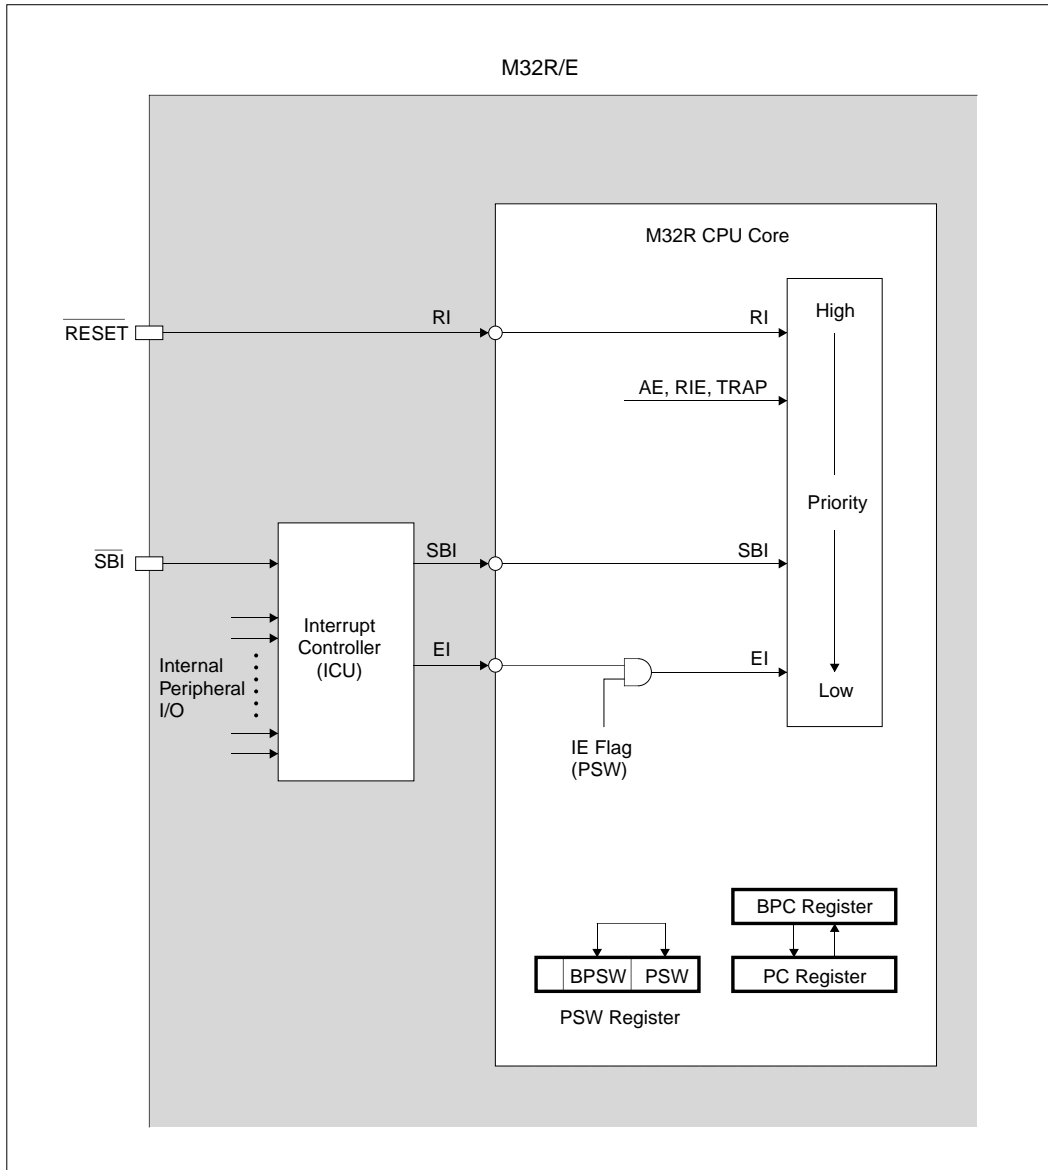 M32R/E
M32R CPU Core
High
RI
RI
RESET
AE, RIE, TRAP
Priority
SBI
SBI
SBI
Interrupt
Controller
(ICU)
EI
EI
Internal
Peripheral
I/O
Low
IE Flag
(PSW)
BPC Register
BPSW
PSW
PC Register
PSW Register